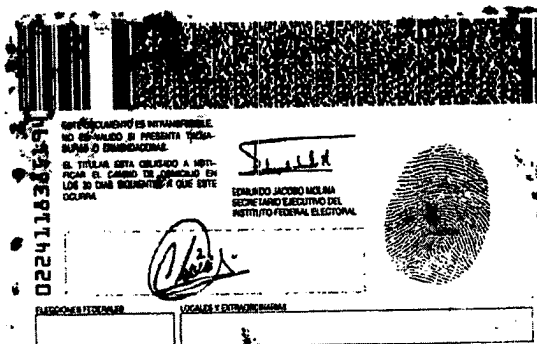 ESTE DOCUMENTO ES INTRANSFERIBLE.
NO ES VALIDO SI PRESENTA TACHA-
DURAS O ENMENDADURAS.
EL TITULAR ESTA OBLIGADO A NOTI-
FICAR EL CAMBIO DE DOMICILIO EN
LOS 30 DIAS SIGUIENTES A QUE ESTE
OCURRA.
EDMUNDO JACOBO MOLINA
SECRETARIO EJECUTIVO DEL
INSTITUTO FEDERAL ELECTORAL
ELECCIONES FEDERALES
LOCALES Y EXTRAORDINARIAS